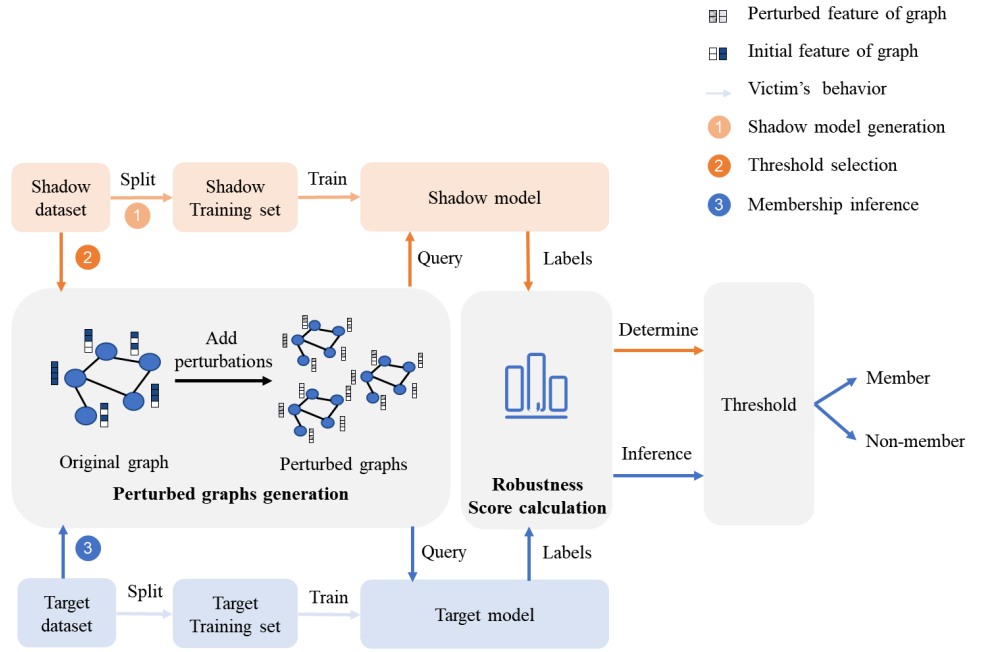 Perturbed feature of graph
Initial feature of graph
Victim's behavior
1 Shadow model generation
2 Threshold selection
3 Membership inference
Shadow
dataset
Split
1
Shadow
Training set
Train
Shadow model
2
Query
Labels
Add
perturbations
Original graph
Perturbed graphs
Perturbed graphs generation
Robustness
Score calculation
Determine
Inference
Threshold
Member
Non-member
3
Query
Labels
Target
dataset
Split
Target
Training set
Train
Target model